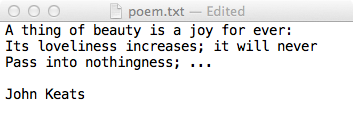 poem.txt — Edited
A thing of beauty is a joy for ever:
Its loveliness increases; it will never
Pass into nothingness; ...

John Keats